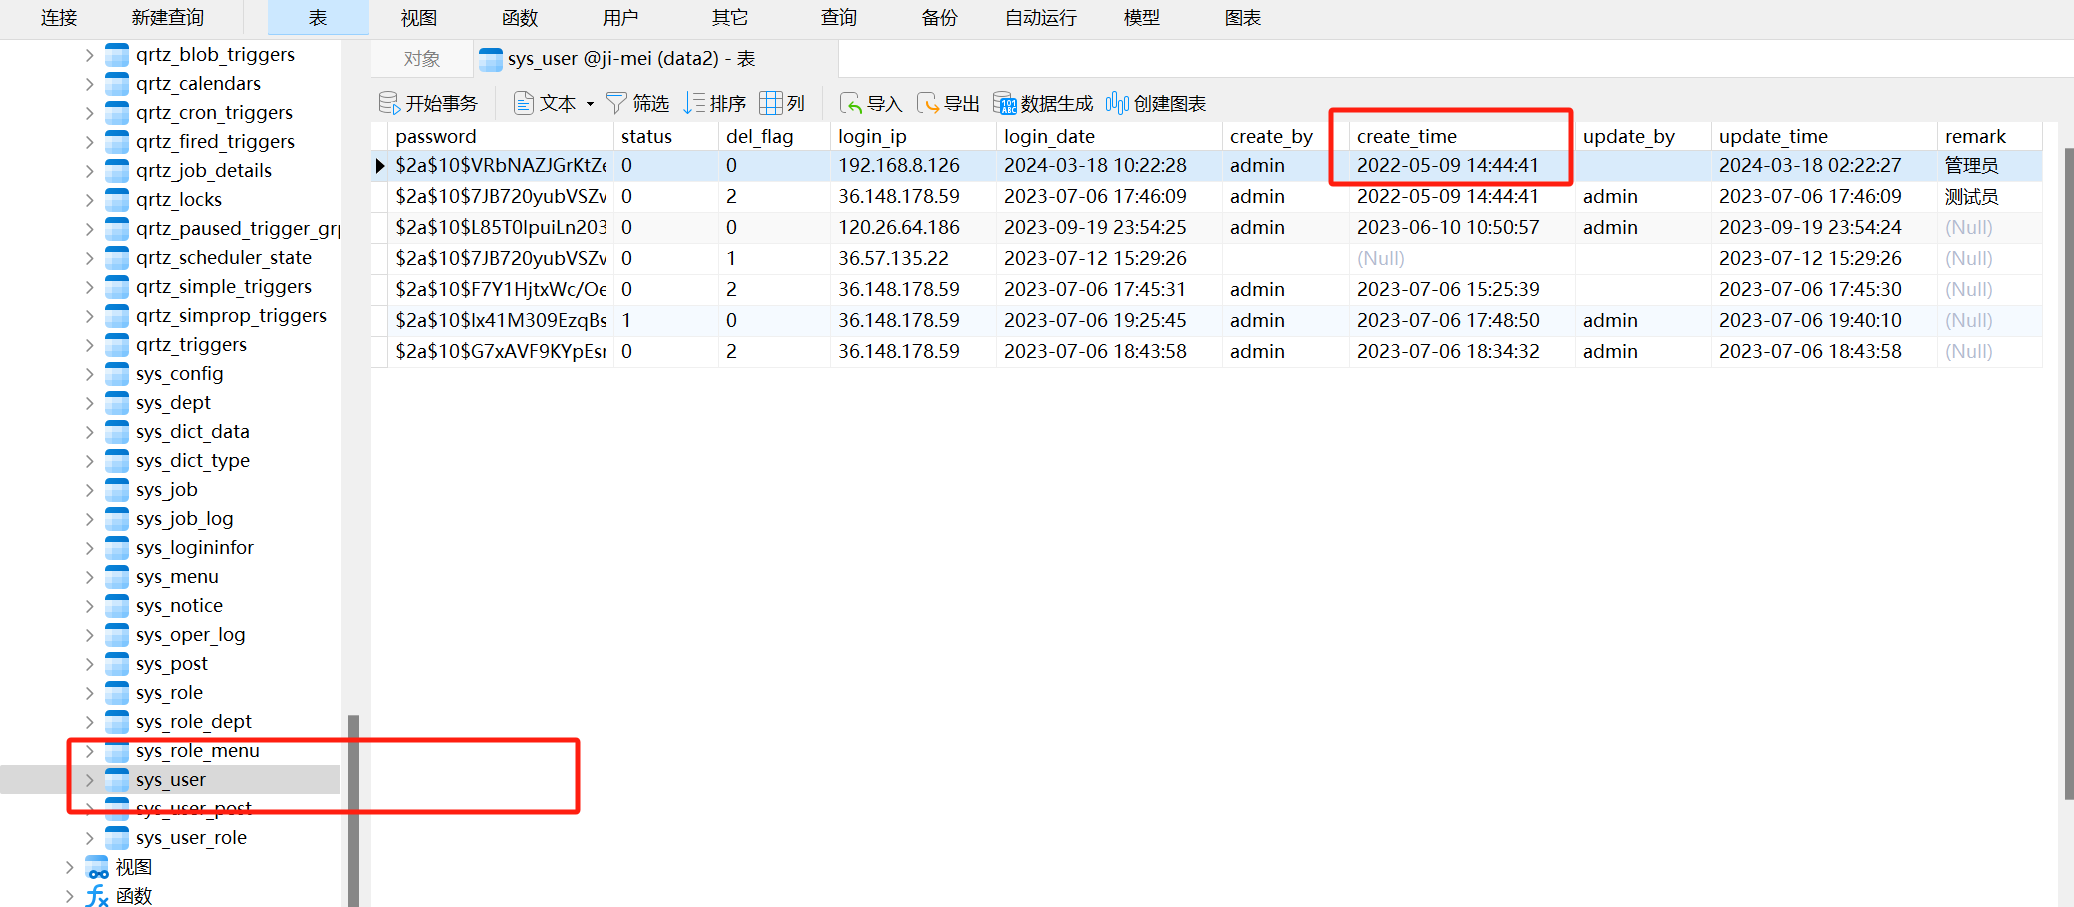 连接 新建查询 表 视图 函数 用户 其它 查询 备份 自动运行 模型 图表
qrtz_blob_triggers
qrtz_calendars
qrtz_cron_triggers
qrtz_fired_triggers
qrtz_job_details
qrtz_locks
qrtz_paused_trigger_grp
qrtz_scheduler_state
qrtz_simple_triggers
qrtz_simprop_triggers
qrtz_triggers
sys_config
sys_dept
sys_dict_data
sys_dict_type
sys_job
sys_job_log
sys_logininfor
sys_menu
sys_notice
sys_oper_log
sys_post
sys_role
sys_role_dept
sys_role_menu
sys_user
sys_user_post
sys_user_role
视图
fx 函数
对象 sys_user @ji-mei (data2) - 表
开始事务 文本 筛选 排序 列 导入 导出 数据生成 创建图表
password status del_flag login_ip login_date create_by create_time update_by update_time remark
$2a$10$VRbNAZJGrKtZe 0 0 192.168.8.126 2024-03-18 10:22:28 admin 2022-05-09 14:44:41 2024-03-18 02:22:27 管理员
$2a$10$7JB720yubVSZv 0 2 36.148.178.59 2023-07-06 17:46:09 admin 2022-05-09 14:44:41 admin 2023-07-06 17:46:09 测试员
$2a$10$L85T0lpuiLn203 0 0 120.26.64.186 2023-09-19 23:54:25 admin 2023-06-10 10:50:57 admin 2023-09-19 23:54:24 (Null)
$2a$10$7JB720yubVSZv 0 1 36.57.135.22 2023-07-12 15:29:26 (Null) 2023-07-12 15:29:26 (Null)
$2a$10$F7Y1HjtxWc/Oe 0 2 36.148.178.59 2023-07-06 17:45:31 admin 2023-07-06 15:25:39 2023-07-06 17:45:30 (Null)
$2a$10$lx41M309EzqBs 1 0 36.148.178.59 2023-07-06 19:25:45 admin 2023-07-06 17:48:50 admin 2023-07-06 19:40:10 (Null)
$2a$10$G7xAVF9KYpEsr 0 2 36.148.178.59 2023-07-06 18:43:58 admin 2023-07-06 18:34:32 admin 2023-07-06 18:43:58 (Null)